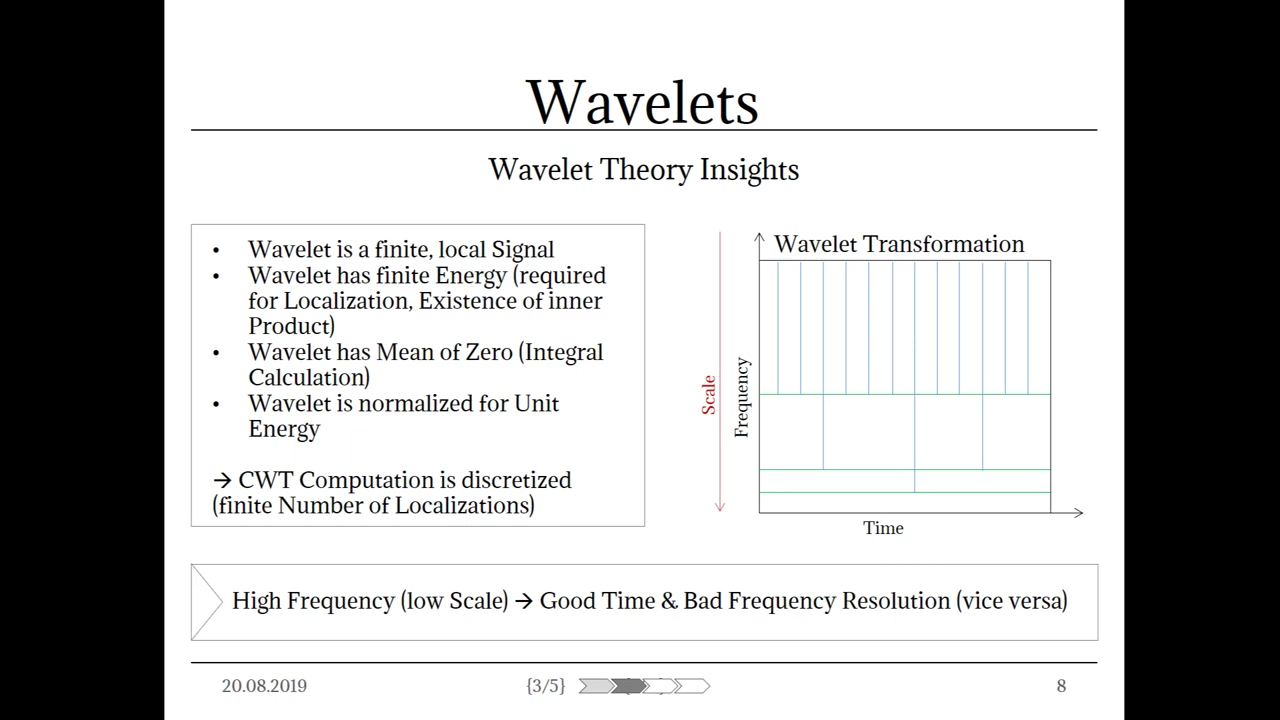 Wavelets
Wavelet Theory Insights
• Wavelet is a finite, local Signal
• Wavelet has finite Energy (required
for Localization, Existence of inner
Product)
• Wavelet has Mean of Zero (Integral
Calculation)
• Wavelet is normalized for Unit
Energy
→ CWT Computation is discretized
(finite Number of Localizations)
Wavelet Transformation
Scale
Frequency
Time
High Frequency (low Scale) → Good Time & Bad Frequency Resolution (vice versa)
20.08.2019
{3/5}
8